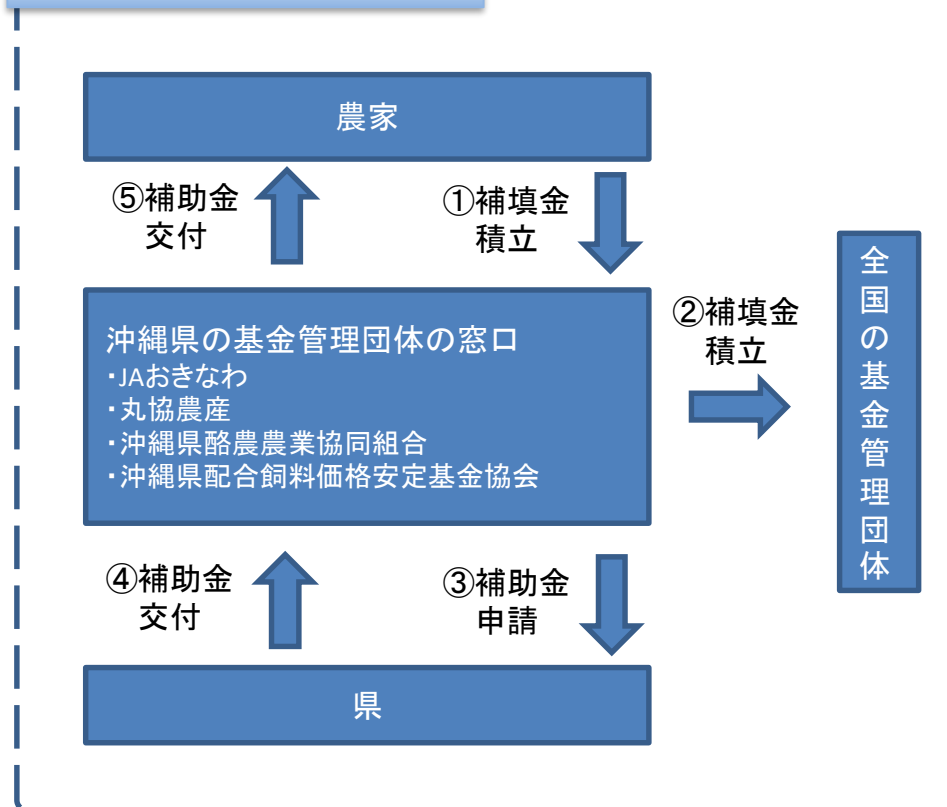 農家
⑤補助金
交付
①補填金
積立
沖縄県の基金管理団体の窓口
・JAおきなわ
・丸協農産
・沖縄県酪農農業協同組合
・沖縄県配合飼料価格安定基金協会
②補填金
積立
全国の基金管理団体
④補助金
交付
③補助金
申請
県